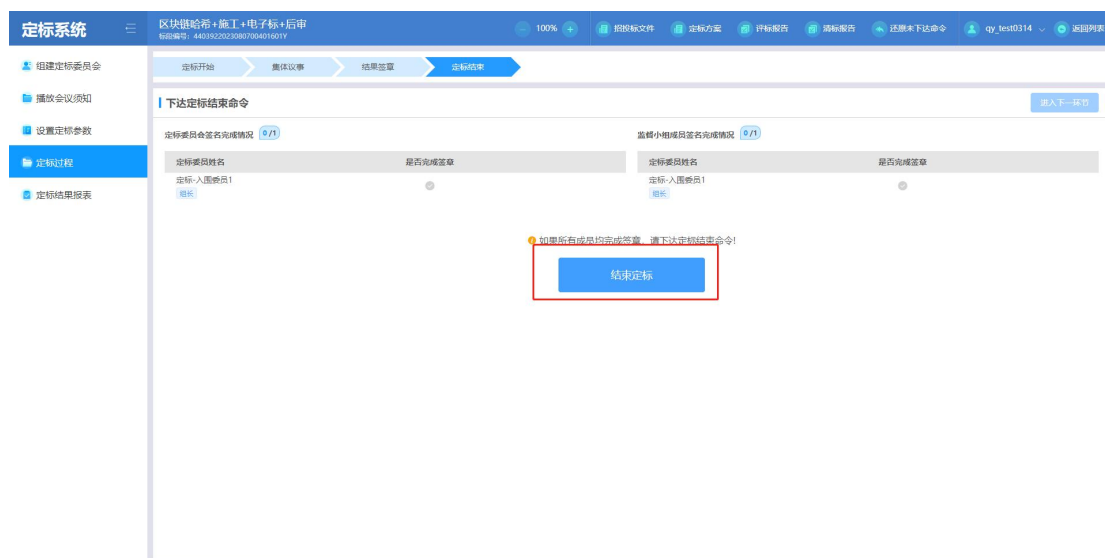 定标系统
区块链哈希+施工+电子标+后审
标段编号: 4403922023080700401601Y
100%
招投标文件
定标方案
评标报告
清标报告
还原未下达命令
qy_test0314
返回列表
组建定标委员会
播放会议须知
设置定标参数
定标过程
定标结果报表
定标开始
集体议事
结果签章
定标结束
下达定标结束命令
进入下一环节
定标委员会签名完成情况 0/1
定标委员姓名 是否完成签章
定标-入围委员1
组长
监督小组成员签名完成情况 0/1
定标委员姓名 是否完成签章
定标-入围委员1
组长
如果所有成员均完成签章，请下达定标结束命令!
结束定标